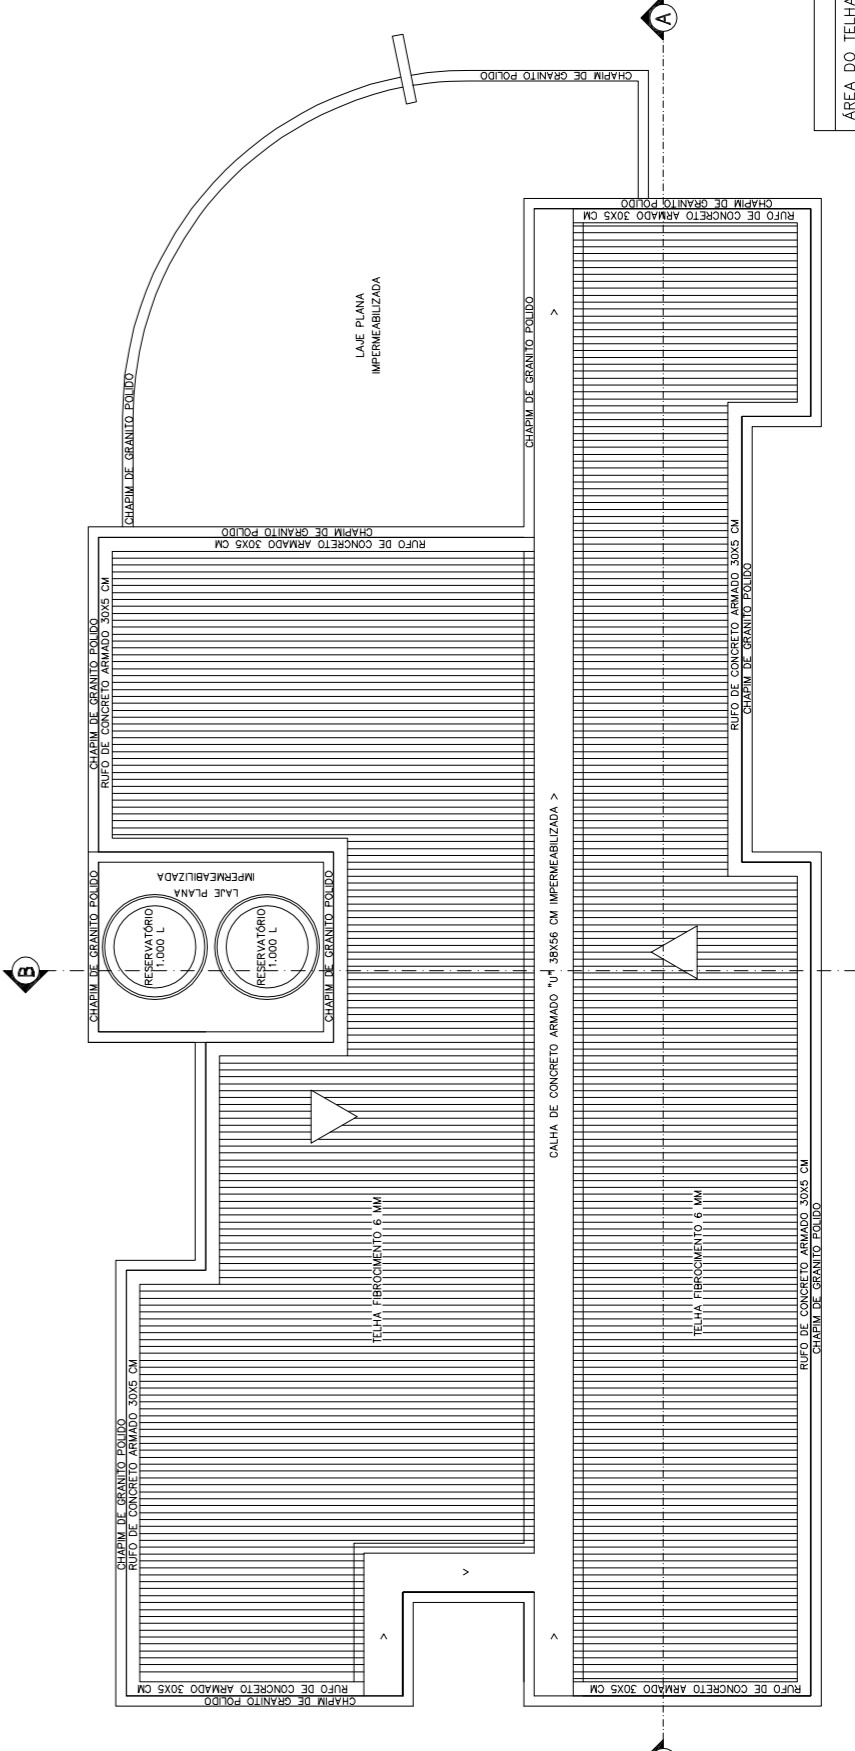 A
ÁREA DO TELHA
CHAPIM DE GRANITO POLIDO
CHAPIM DE GRANITO POLIDO
RUFO DE CONCRETO ARMADO 30X5 CM
LAJE PLANA
IMPERMEABILIZADA
CHAPIM DE GRANITO POLIDO
CHAPIM DE GRANITO POLIDO
CHAPIM DE GRANITO POLIDO
RUFO DE CONCRETO ARMADO 30X5 CM
CHAPIM DE GRANITO POLIDO
RUFO DE CONCRETO ARMADO 30X5 CM
RUFO DE CONCRETO ARMADO 30X5 CM
CHAPIM DE GRANITO POLIDO
B
CHAPIM DE GRANITO POLIDO
LAJE PLANA
IMPERMEABILIZADA
RESERVATÓRIO
1.000 L
RESERVATÓRIO
1.000 L
CHAPIM DE GRANITO POLIDO
CALHA DE CONCRETO ARMADO "U" 38X56 CM IMPERMEABILIZADA >
TELHA FIBROCIMENTO 6 MM
TELHA FIBROCIMENTO 6 MM
RUFO DE CONCRETO ARMADO 30X5 CM
CHAPIM DE GRANITO POLIDO
CHAPIM DE GRANITO POLIDO
RUFO DE CONCRETO ARMADO 30X5 CM
RUFO DE CONCRETO ARMADO 30X5 CM
CHAPIM DE GRANITO POLIDO
RUFO DE CONCRETO ARMADO 30X5 CM